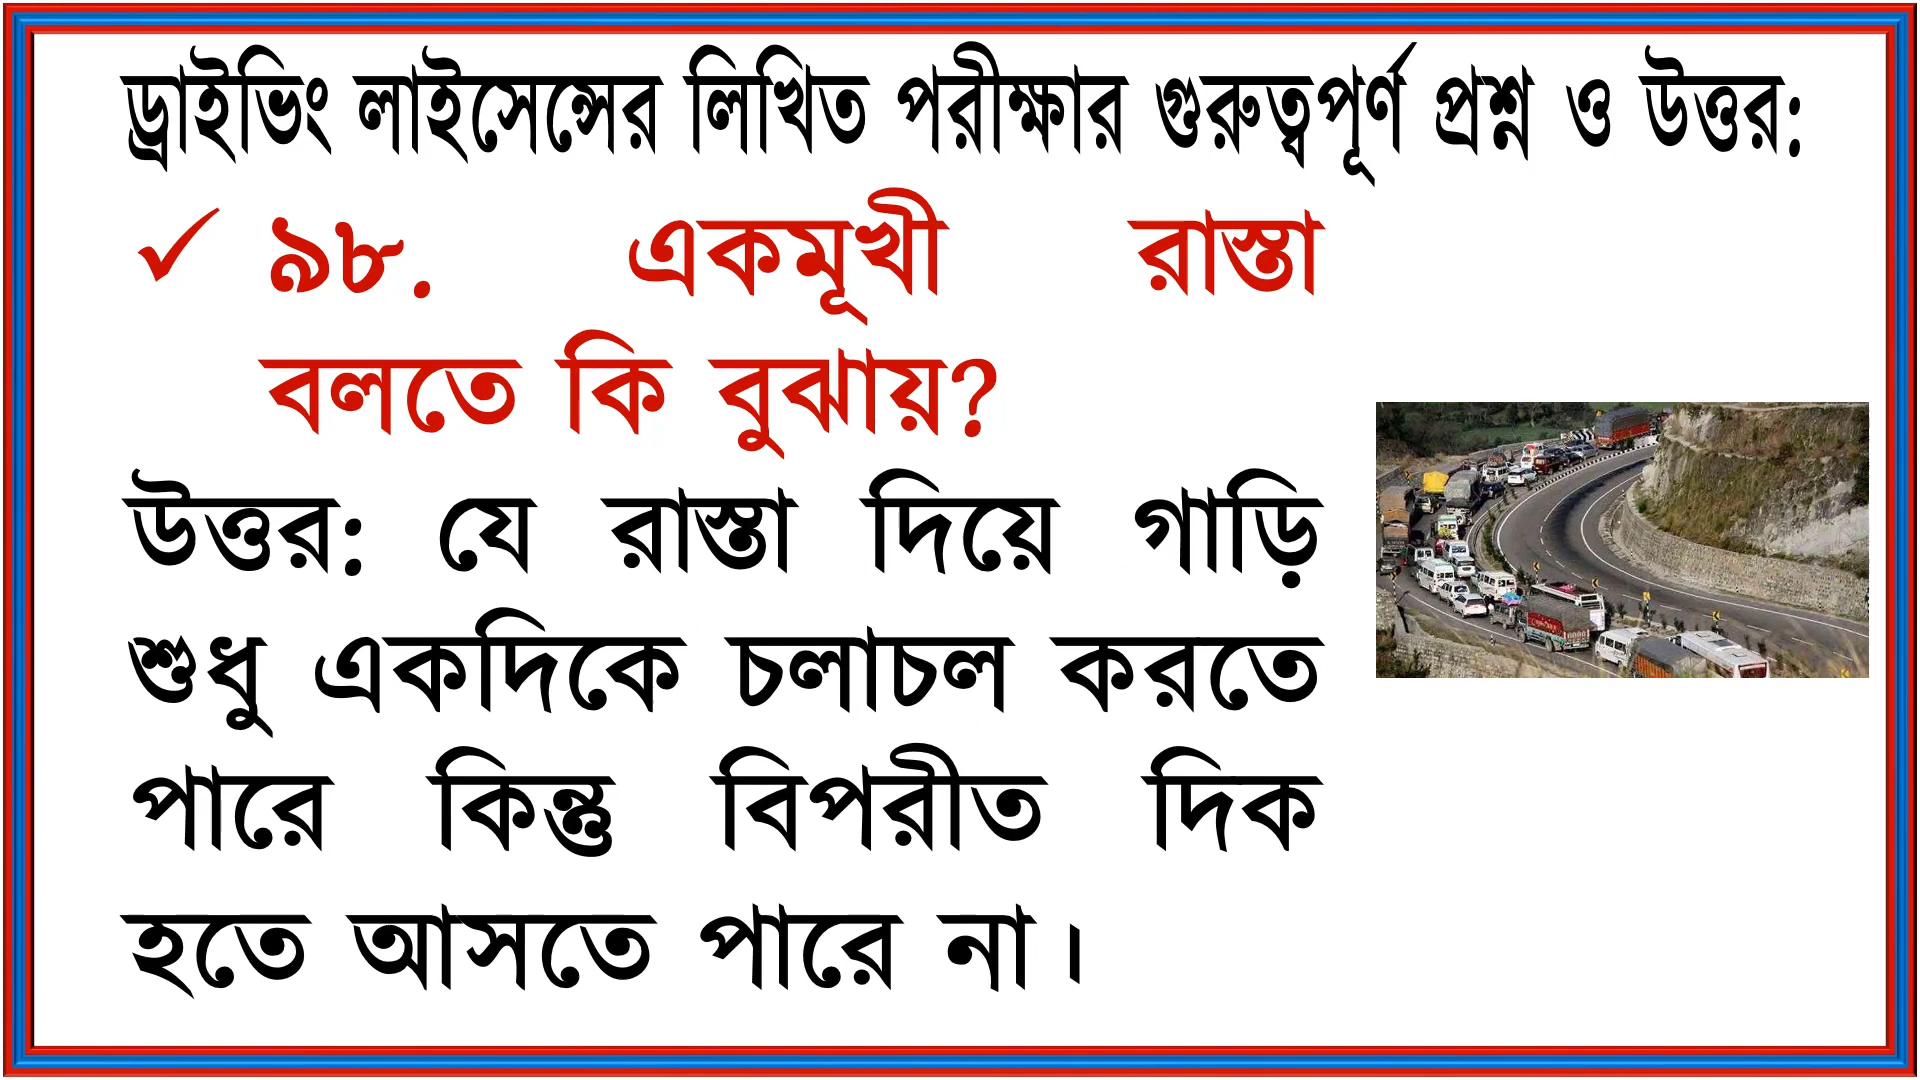 ড্রাইভিং লাইসেন্সের লিখিত পরীক্ষার গুরুত্বপূর্ণ প্রশ্ন ও উত্তর:
✓ ৯৮. একমূখী রাস্তা
বলতে কি বুঝায়?
উত্তর: যে রাস্তা দিয়ে গাড়ি
শুধু একদিকে চলাচল করতে
পারে কিন্তু বিপরীত দিক
হতে আসতে পারে না।